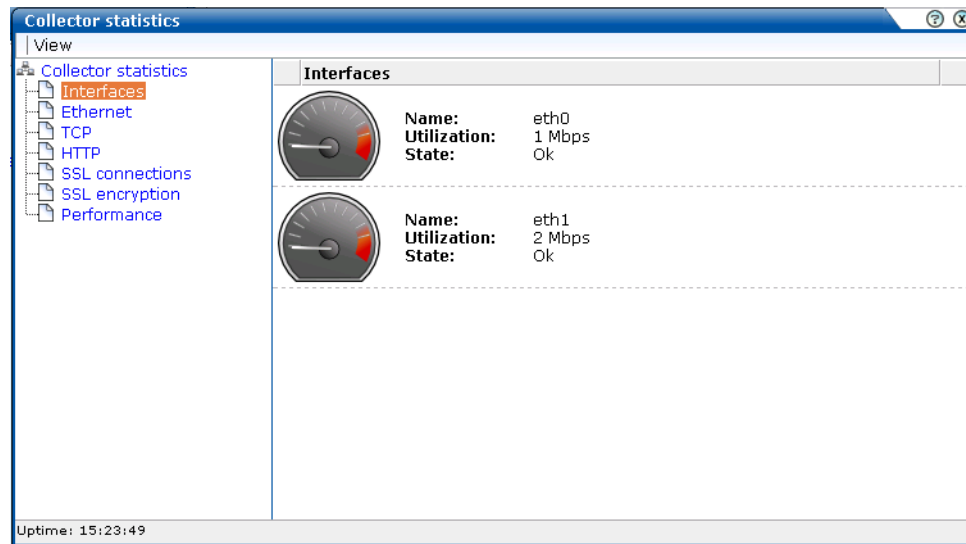 Collector statistics
View
Collector statistics
Interfaces
Ethernet
TCP
HTTP
SSL connections
SSL encryption
Performance
Interfaces
Name: eth0
Utilization: 1 Mbps
State: Ok
Name: eth1
Utilization: 2 Mbps
State: Ok
Uptime: 15:23:49